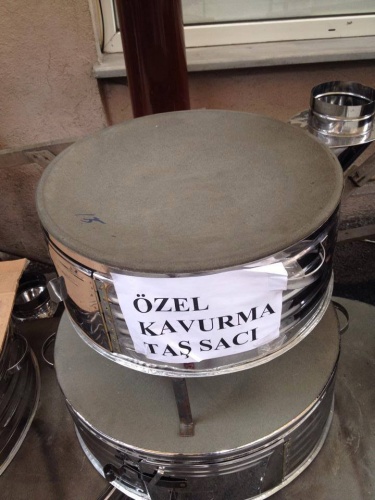 ÖZEL
KAVURMA
TAŞ SACI